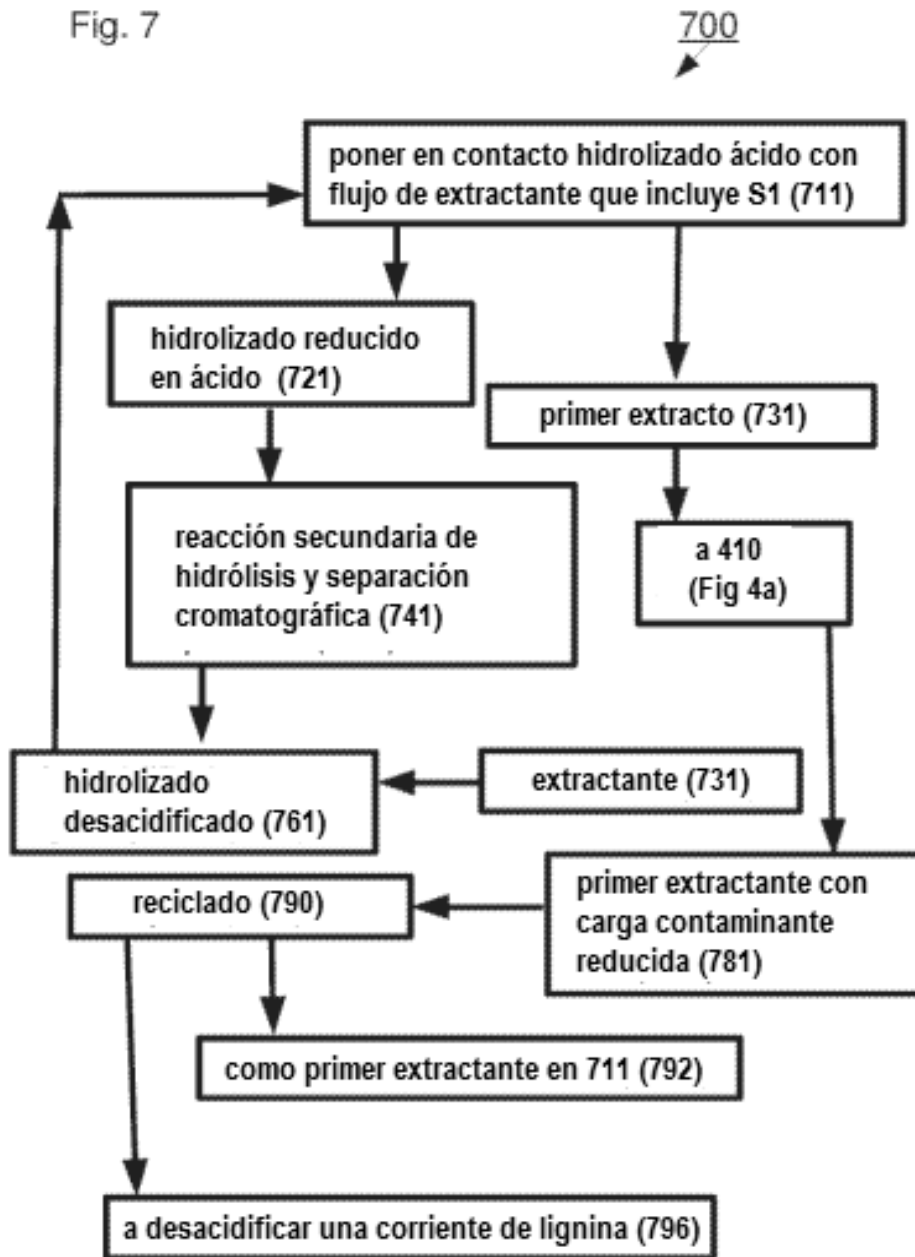 Fig. 7
700
poner en contacto hidrolizado ácido con
flujo de extractante que incluye S1 (711)
hidrolizado reducido
en ácido (721)
primer extracto (731)
reacción secundaria de
hidrólisis y separación
cromatográfica (741)
a 410
(Fig 4a)
hidrolizado
desacidificado (761)
extractante (731)
primer extractante con
carga contaminante
reducida (781)
reciclado (790)
como primer extractante en 711 (792)
a desacidificar una corriente de lignina (796)